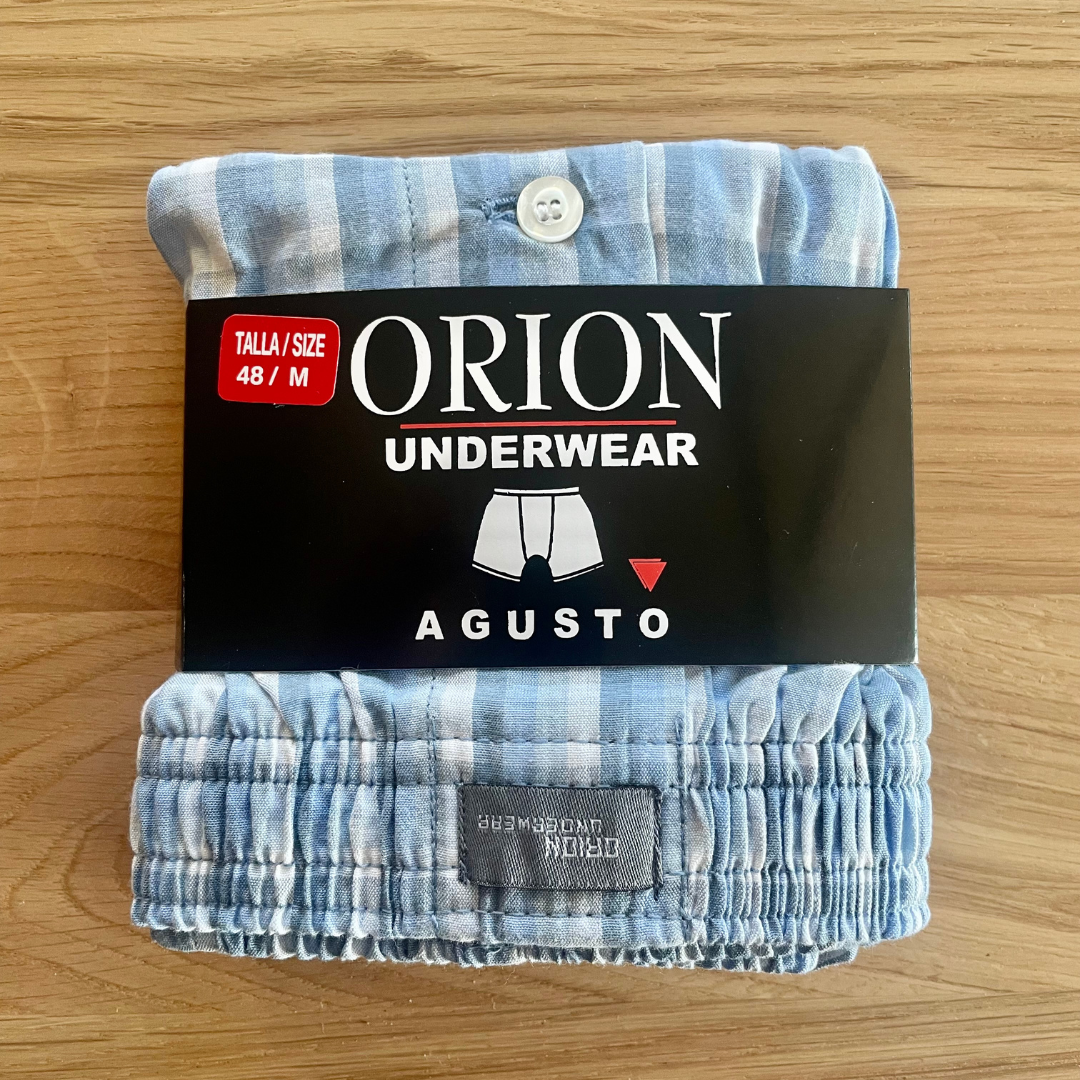 TALLA / SIZE
48 / M
ORION
UNDERWEAR
AGUSTO
ORION
UNDERWEAR